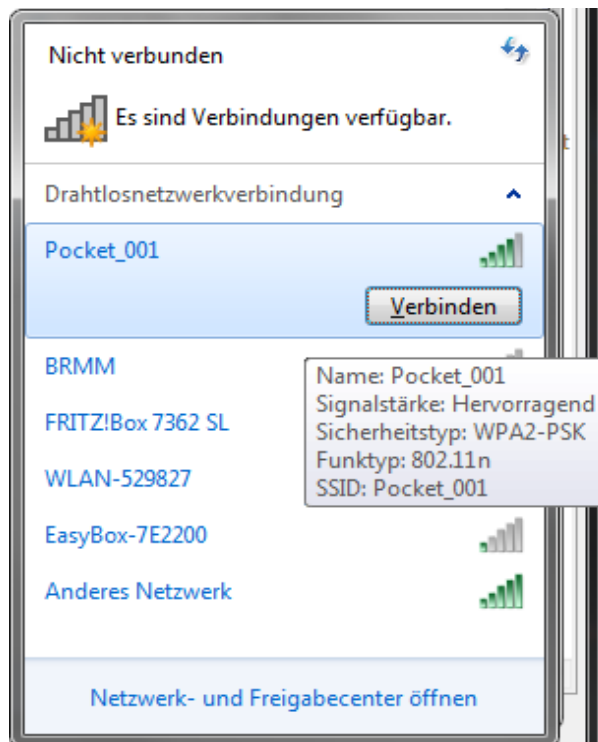 Nicht verbunden
Es sind Verbindungen verfügbar.
t
Drahtlosnetzwerkverbindung
Pocket_001
Verbinden
BRMM
Name: Pocket_001
Signalstärke: Hervorragend
Sicherheitstyp: WPA2-PSK
Funktyp: 802.11n
SSID: Pocket_001
FRITZ!Box 7362 SL
WLAN-529827
EasyBox-7E2200
Anderes Netzwerk
Netzwerk- und Freigabecenter öffnen